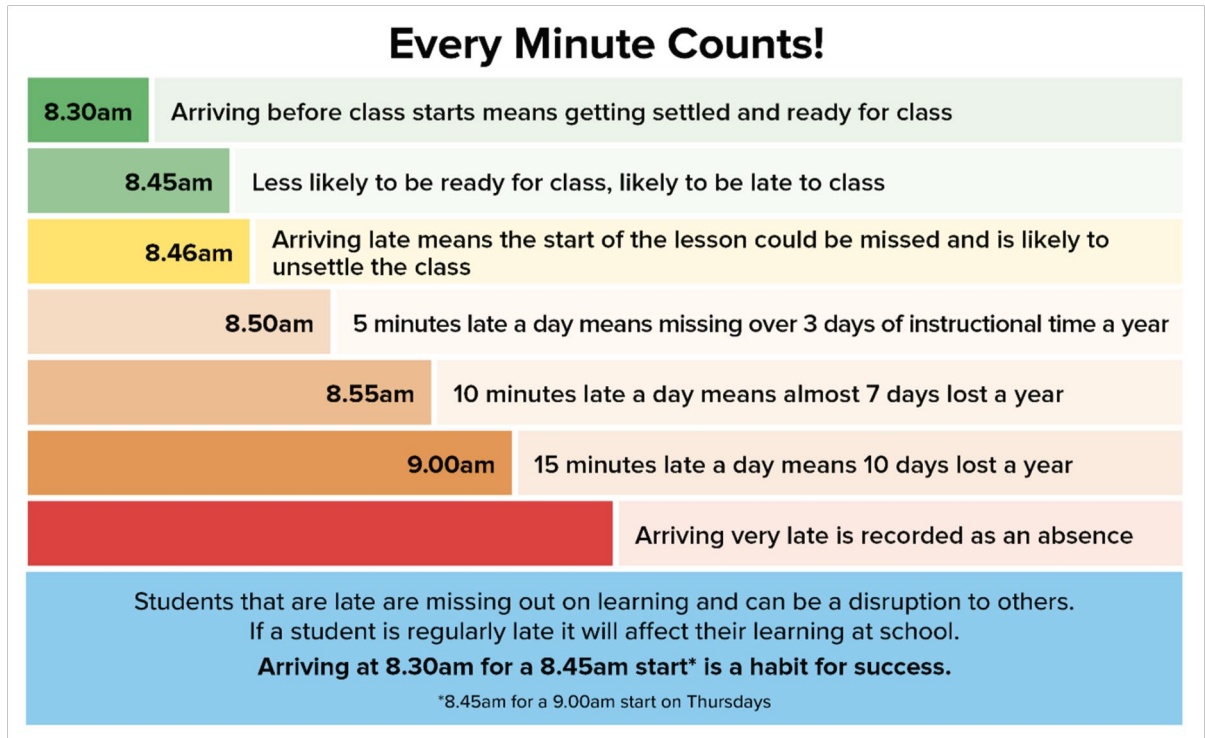 Every Minute Counts!
8.30am
Arriving before class starts means getting settled and ready for class
8.45am
Less likely to be ready for class, likely to be late to class
8.46am
Arriving late means the start of the lesson could be missed and is likely to
unsettle the class
8.50am
5 minutes late a day means missing over 3 days of instructional time a year
8.55am
10 minutes late a day means almost 7 days lost a year
9.00am
15 minutes late a day means 10 days lost a year
Arriving very late is recorded as an absence
Students that are late are missing out on learning and can be a disruption to others.
If a student is regularly late it will affect their learning at school.
Arriving at 8.30am for a 8.45am start* is a habit for success.
*8.45am for a 9.00am start on Thursdays